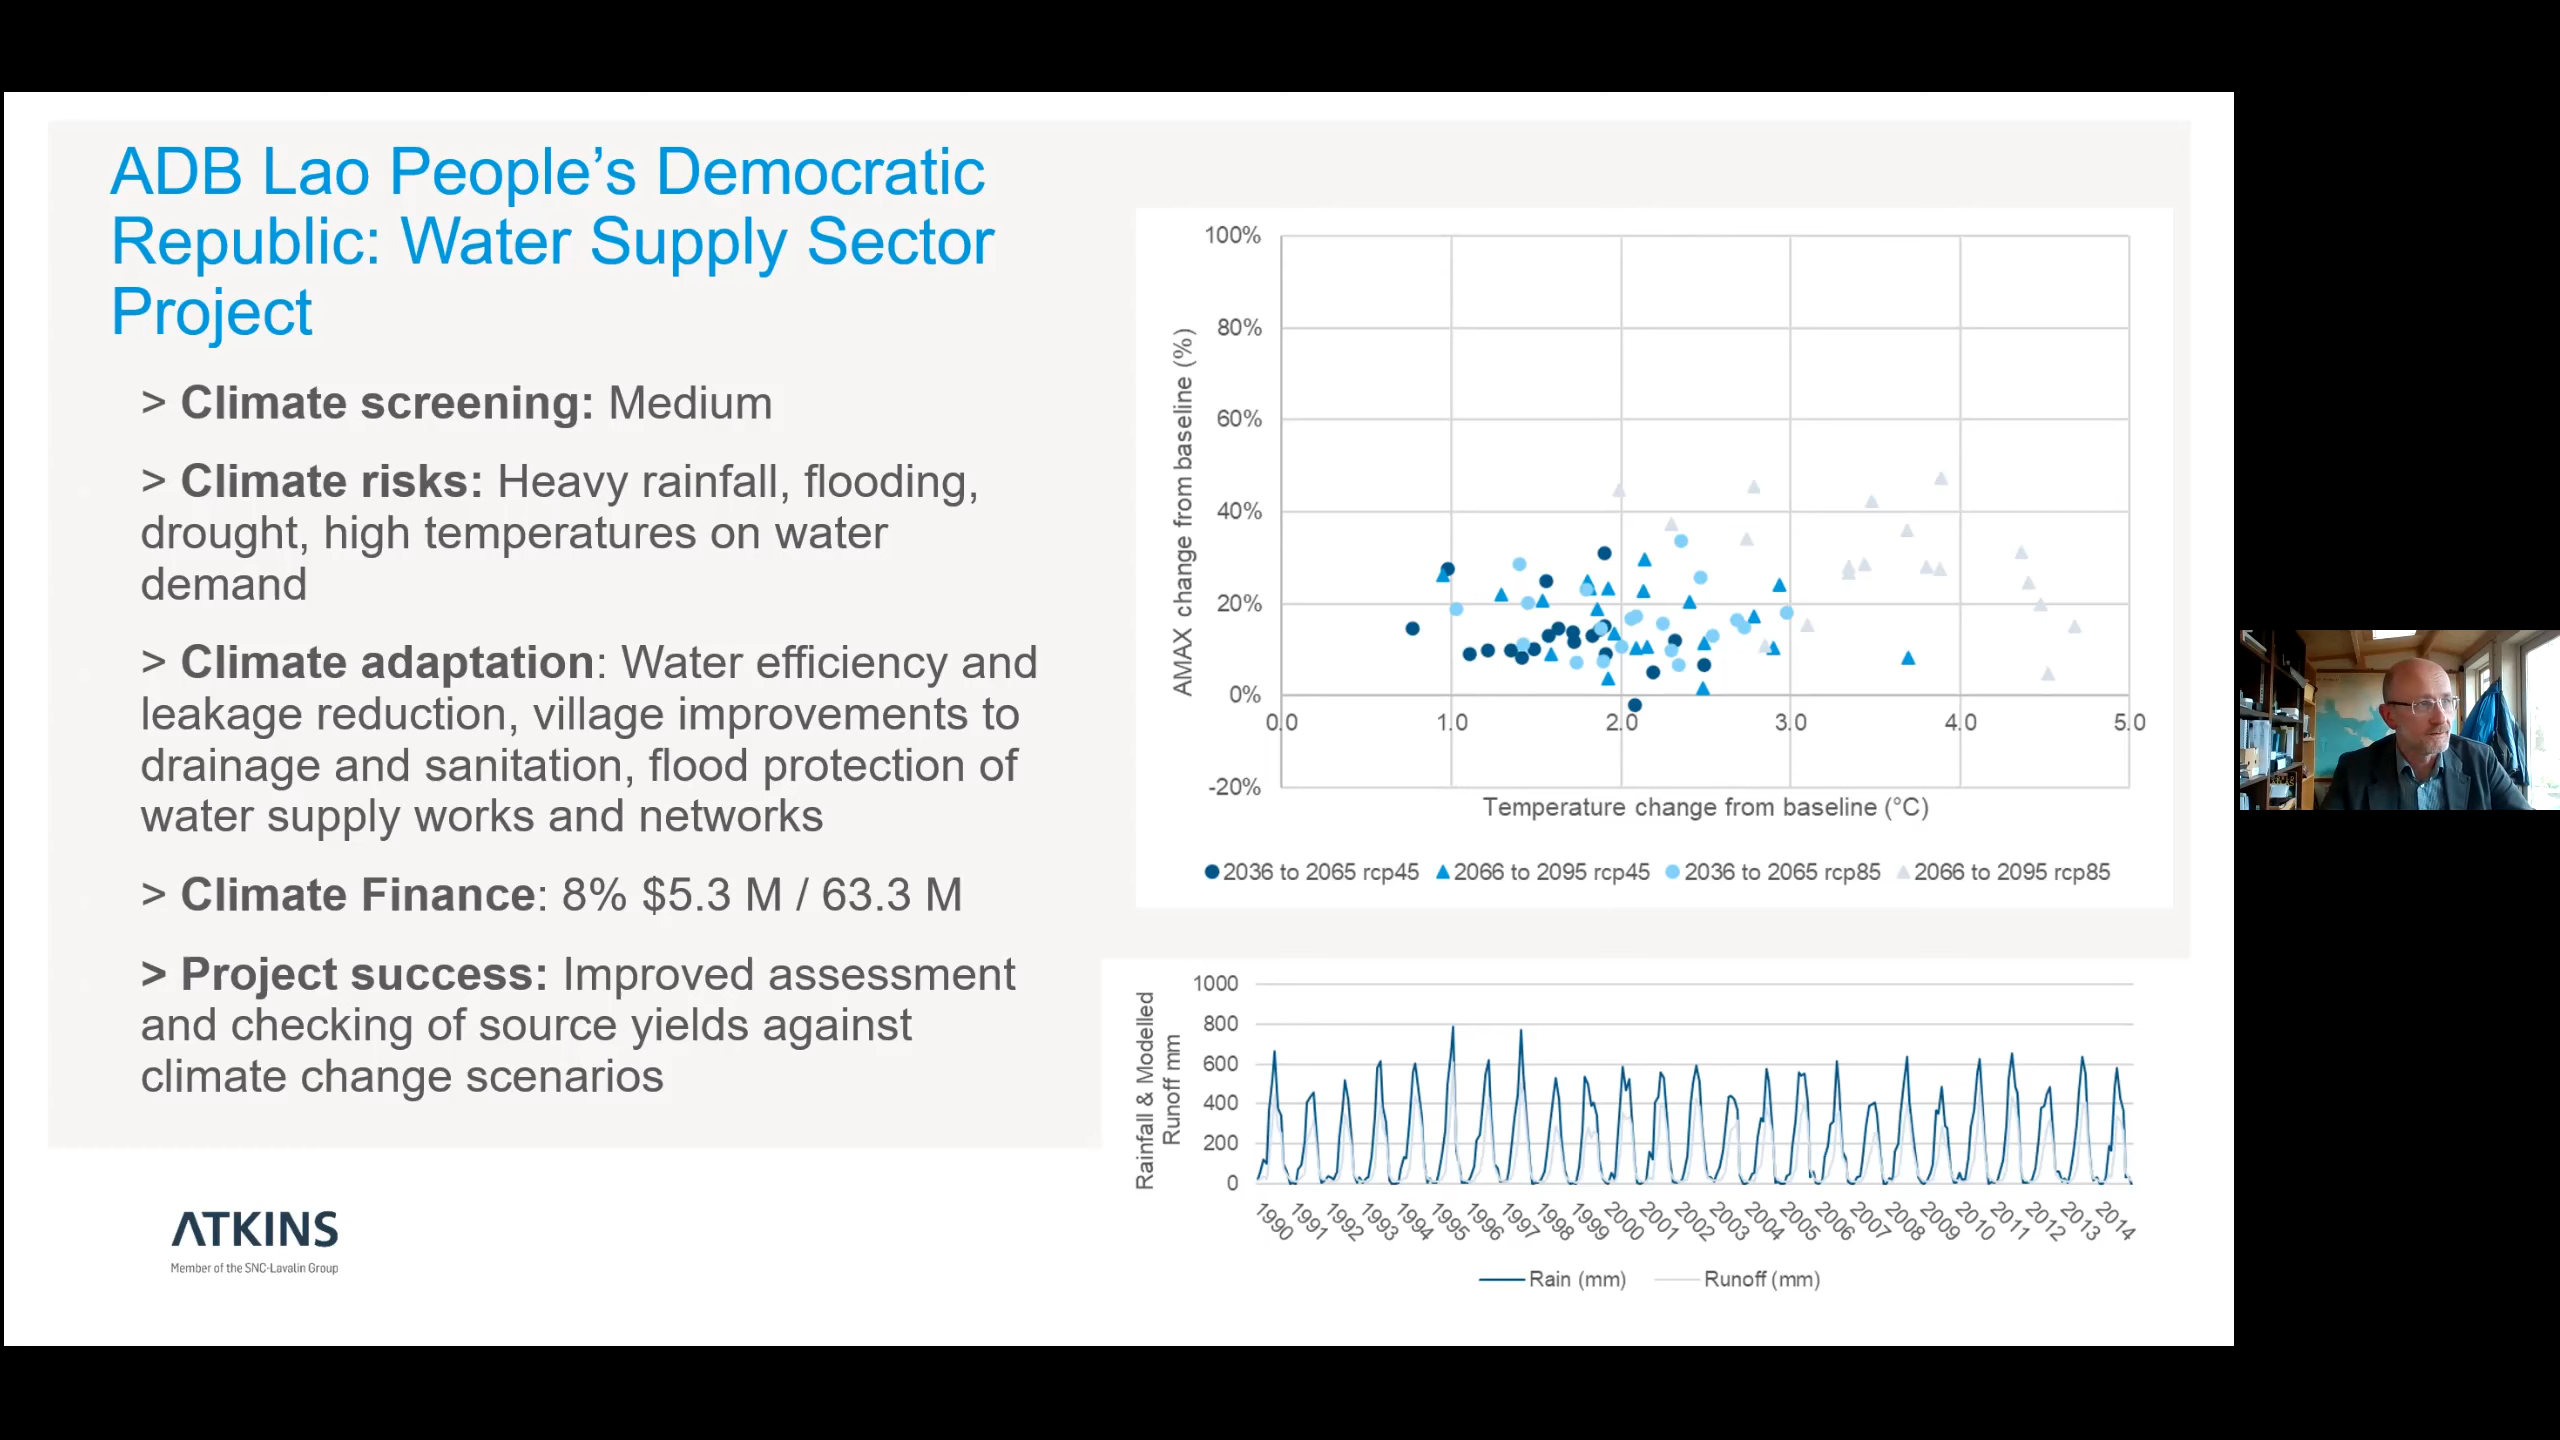 ADB Lao People’s Democratic
Republic: Water Supply Sector
Project
> Climate screening: Medium
> Climate risks: Heavy rainfall, flooding,
drought, high temperatures on water
demand
> Climate adaptation: Water efficiency and
leakage reduction, village improvements to
drainage and sanitation, flood protection of
water supply works and networks
> Climate Finance: 8% $5.3 M / 63.3 M
> Project success: Improved assessment
and checking of source yields against
climate change scenarios
ATKINS
Member of the SNC-Lavalin Group
AMAX change from baseline (%)
100%
80%
60%
40%
20%
0%
-20%
0.0 1.0 2.0 3.0 4.0 5.0
Temperature change from baseline (°C)
2036 to 2065 rcp45 2066 to 2095 rcp45 2036 to 2065 rcp85 2066 to 2095 rcp85
Rainfall & Modelled
Runoff mm
1000
800
600
400
200
0
1990 1991 1992 1993 1994 1995 1996 1997 1998 1999 2000 2001 2002 2003 2004 2005 2006 2007 2008 2009 2010 2011 2012 2013 2014
Rain (mm) Runoff (mm)